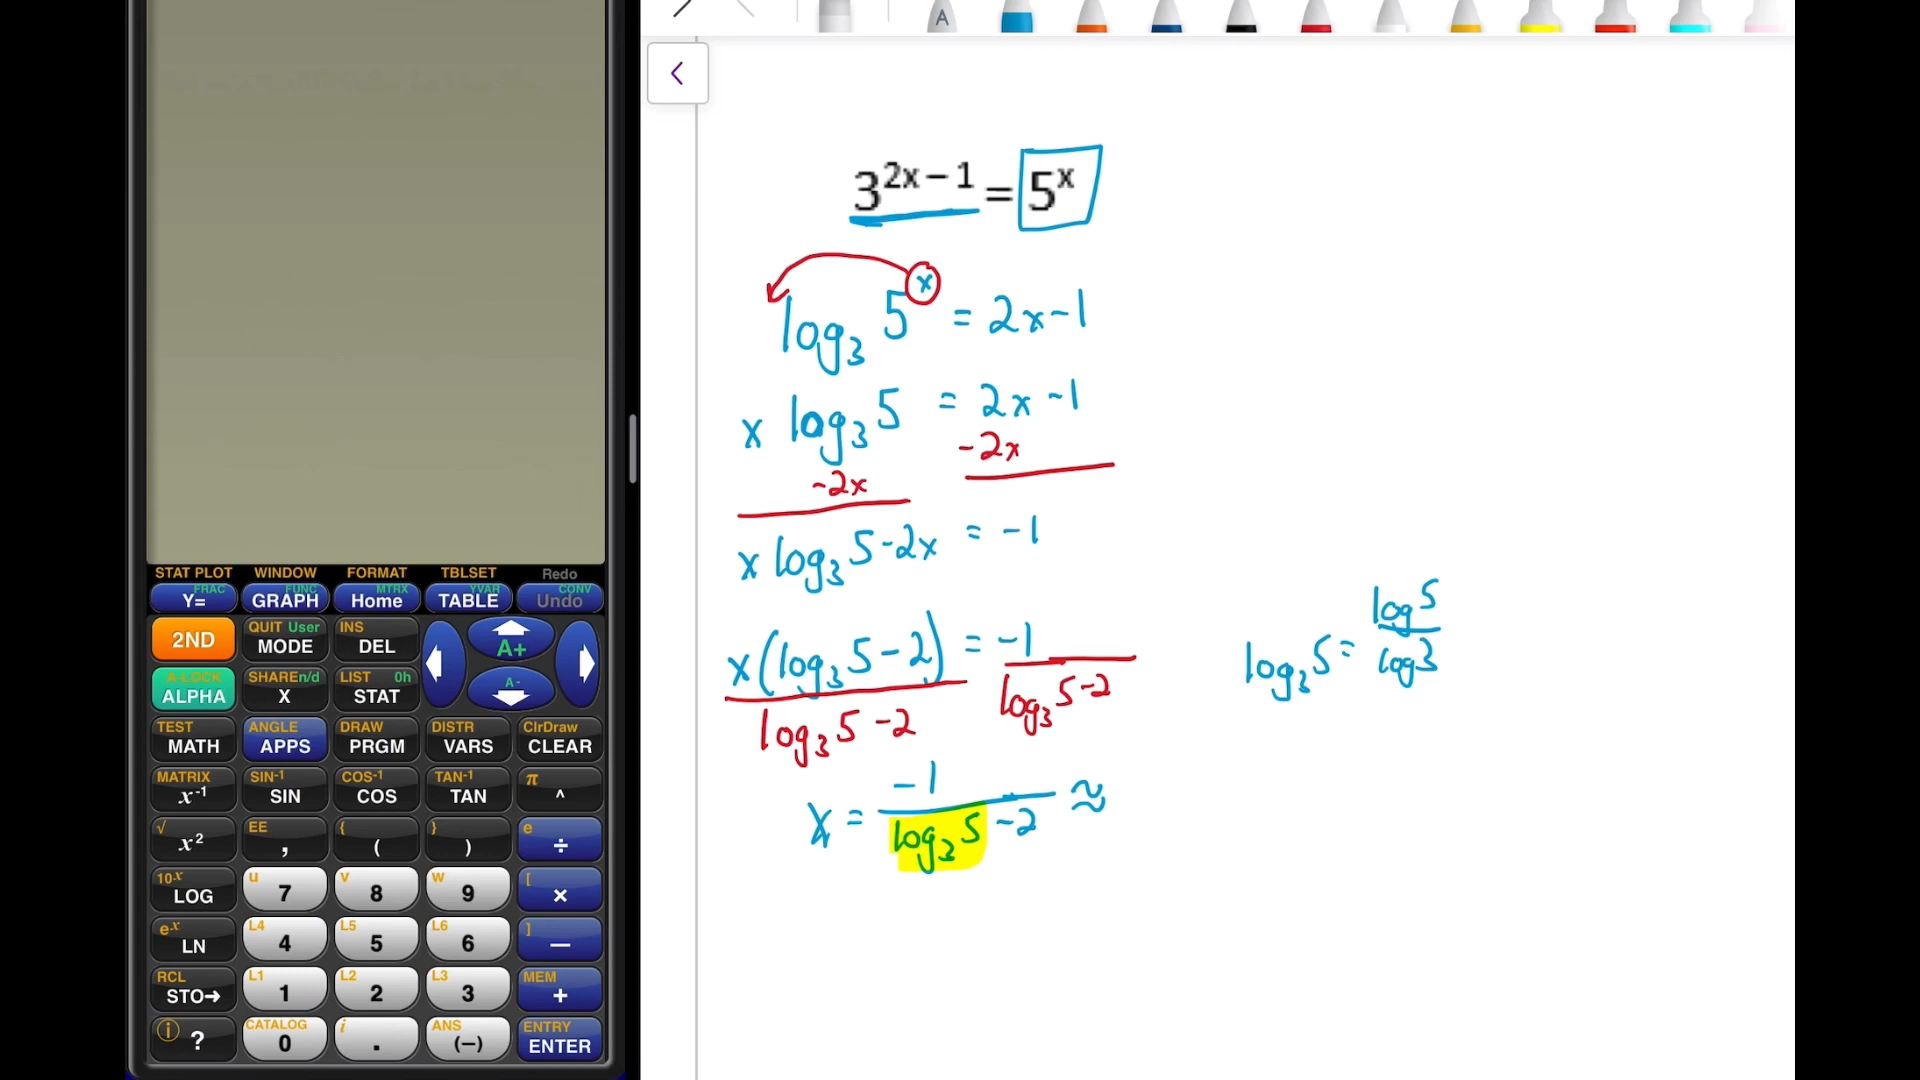 A
3^{2x-1} = 5^x
log₃ 5^x = 2x-1
x log₃ 5 = 2x-1
-2x -2x
x log₃ 5-2x = -1
x(log₃ 5-2) = -1
log₃ 5-2 log₃ 5-2
log₃ 5 = log 5 / log 3
x = -1 / (log₃ 5 -2) ≈
STAT PLOT WINDOW FORMAT TBLSET Redo
FRAC FUNC MTRX YVAR CONV
Y= GRAPH Home TABLE Undo
2ND QUIT User MODE INS DEL A+
A-LOCK ALPHA SHARE n/d X LIST 0h STAT A-
TEST ANGLE DRAW DISTR ClrDraw
MATH APPS PRGM VARS CLEAR
MATRIX SIN⁻¹ COS⁻¹ TAN⁻¹ π
x⁻¹ SIN COS TAN ^
√ EE { } e
x² , ( ) ÷
10^x u v w [
LOG 7 8 9 ×
e^x L4 L5 L6 ]
LN 4 5 6 —
RCL L1 L2 L3 MEM
STO➔ 1 2 3 +
i CATALOG i ANS ENTRY
? 0 . (−) ENTER